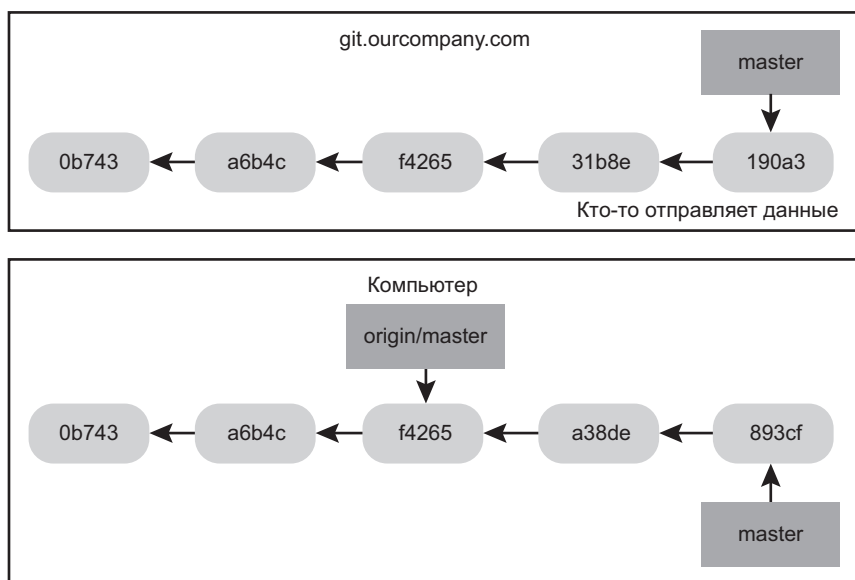 git.ourcompany.com
master
0b743
a6b4c
f4265
31b8e
190a3
Кто-то отправляет данные
Компьютер
origin/master
0b743
a6b4c
f4265
a38de
893cf
master